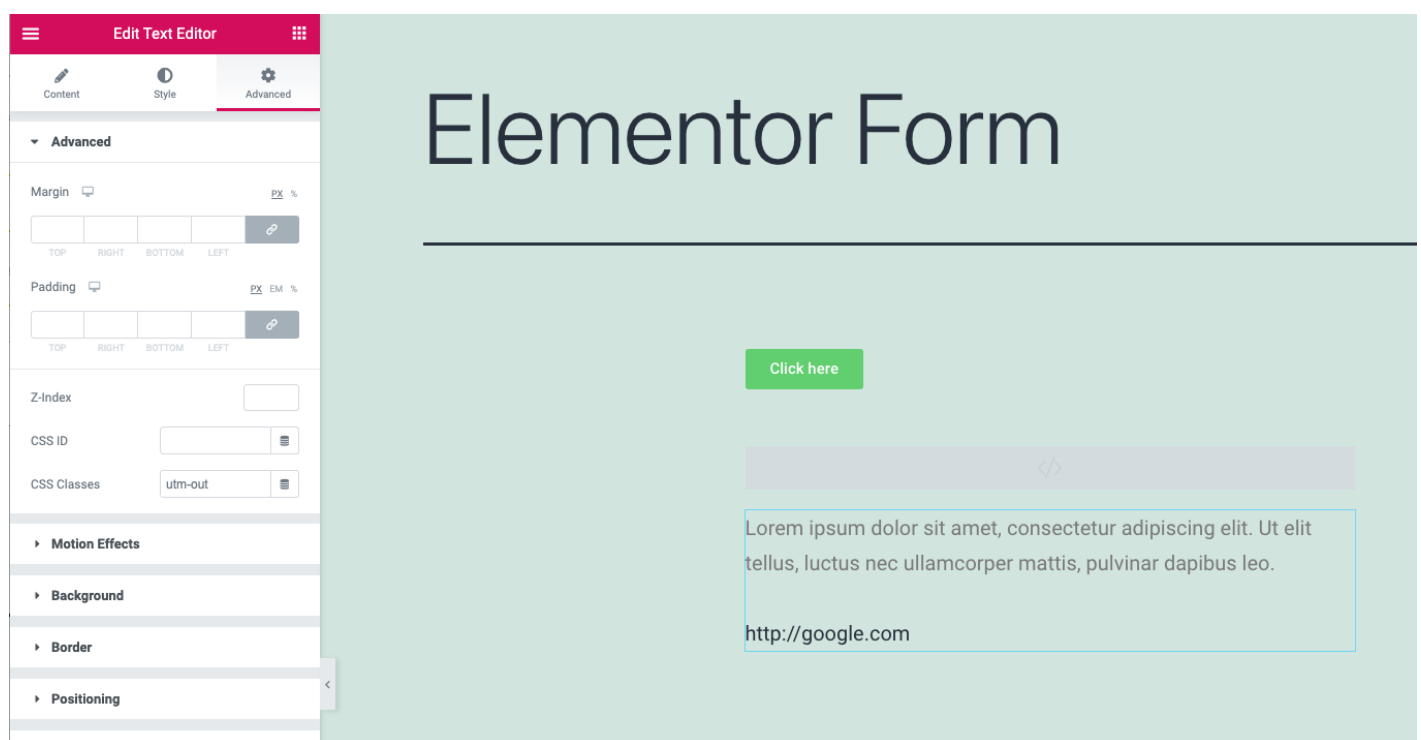 Edit Text Editor
Content Style Advanced
Advanced
Margin PX %
TOP RIGHT BOTTOM LEFT
Padding PX EM %
TOP RIGHT BOTTOM LEFT
Z-Index
CSS ID
CSS Classes utm-out
Motion Effects
Background
Border
Positioning
Elementor Form
Click here
</>
Lorem ipsum dolor sit amet, consectetur adipiscing elit. Ut elit
tellus, luctus nec ullamcorper mattis, pulvinar dapibus leo.
http://google.com